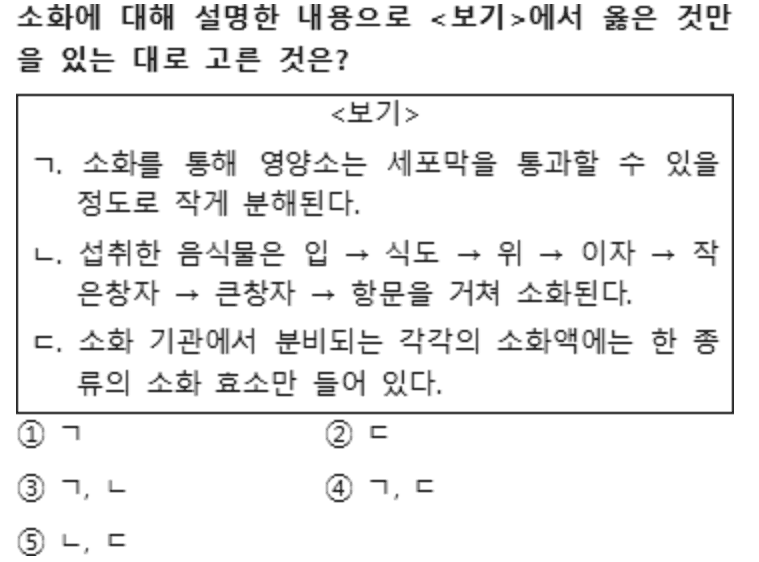 소화에 대해 설명한 내용으로 <보기>에서 옳은 것만
을 있는 대로 고른 것은?
<보기>
ㄱ. 소화를 통해 영양소는 세포막을 통과할 수 있을
정도로 작게 분해된다.
ㄴ. 섭취한 음식물은 입 → 식도 → 위 → 이자 → 작
은창자 → 큰창자 → 항문을 거쳐 소화된다.
ㄷ. 소화 기관에서 분비되는 각각의 소화액에는 한 종
류의 소화 효소만 들어 있다.
① ㄱ ② ㄷ
③ ㄱ, ㄴ ④ ㄱ, ㄷ
⑤ ㄴ, ㄷ